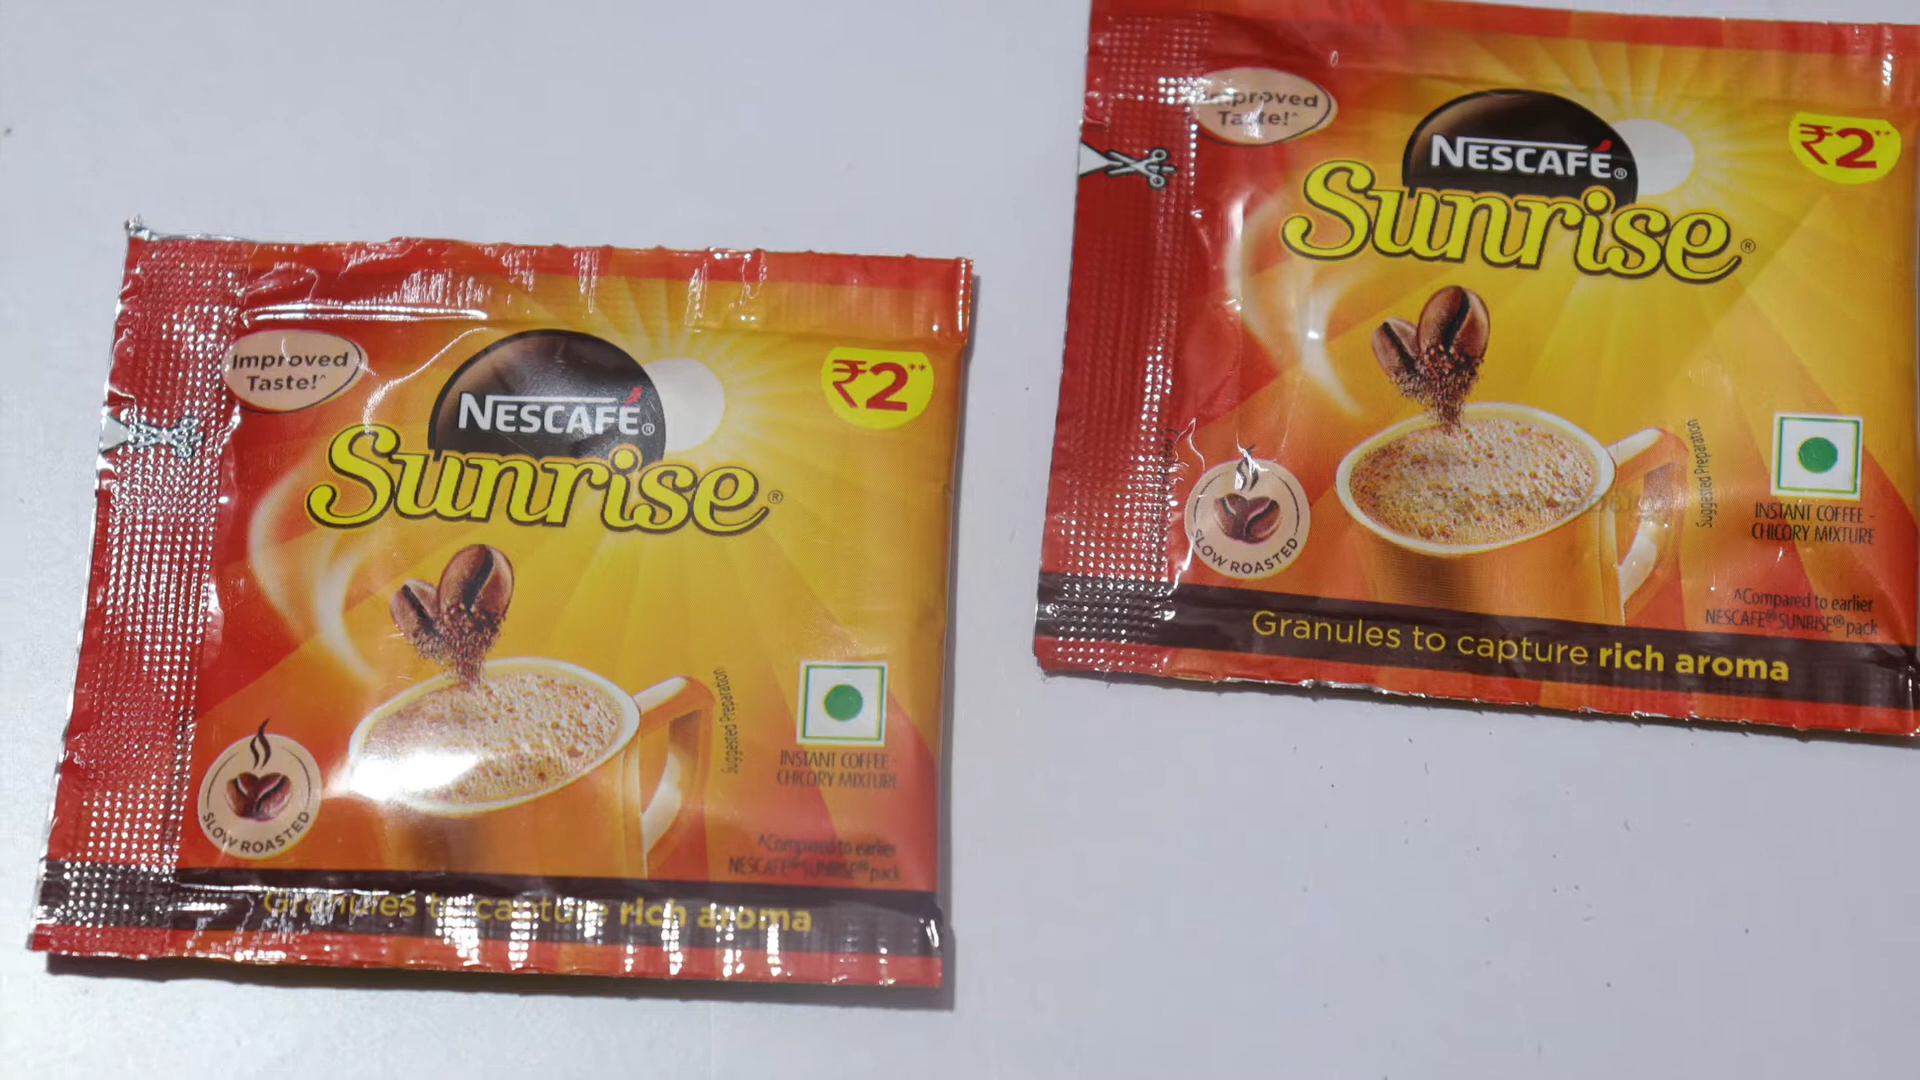 Improved
Taste!^
NESCAFÉ®
Sunrise®
₹2**
Suggested Preparation
INSTANT COFFEE -
CHICORY MIXTURE
SLOW ROASTED
^Compared to earlier
NESCAFÉ® SUNRISE® pack
Granules to capture rich aroma
Improved
Taste!^
NESCAFÉ®
Sunrise®
₹2**
Suggested Preparation
INSTANT COFFEE -
CHICORY MIXTURE
SLOW ROASTED
^Compared to earlier
NESCAFÉ® SUNRISE® pack
Granules to capture rich aroma